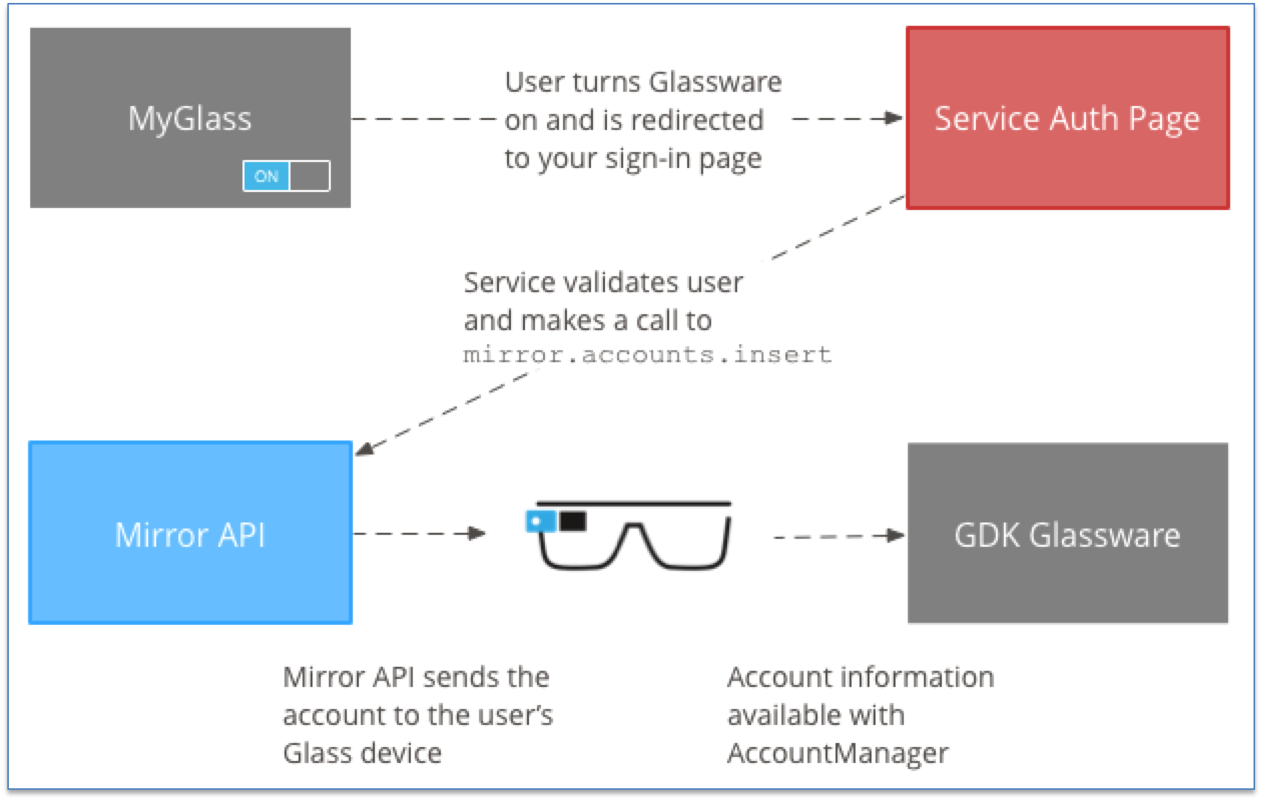 MyGlass
ON
User turns Glassware
on and is redirected
to your sign-in page
Service Auth Page
Service validates user
and makes a call to
mirror.accounts.insert
Mirror API
GDK Glassware
Mirror API sends the
account to the user’s
Glass device
Account information
available with
AccountManager